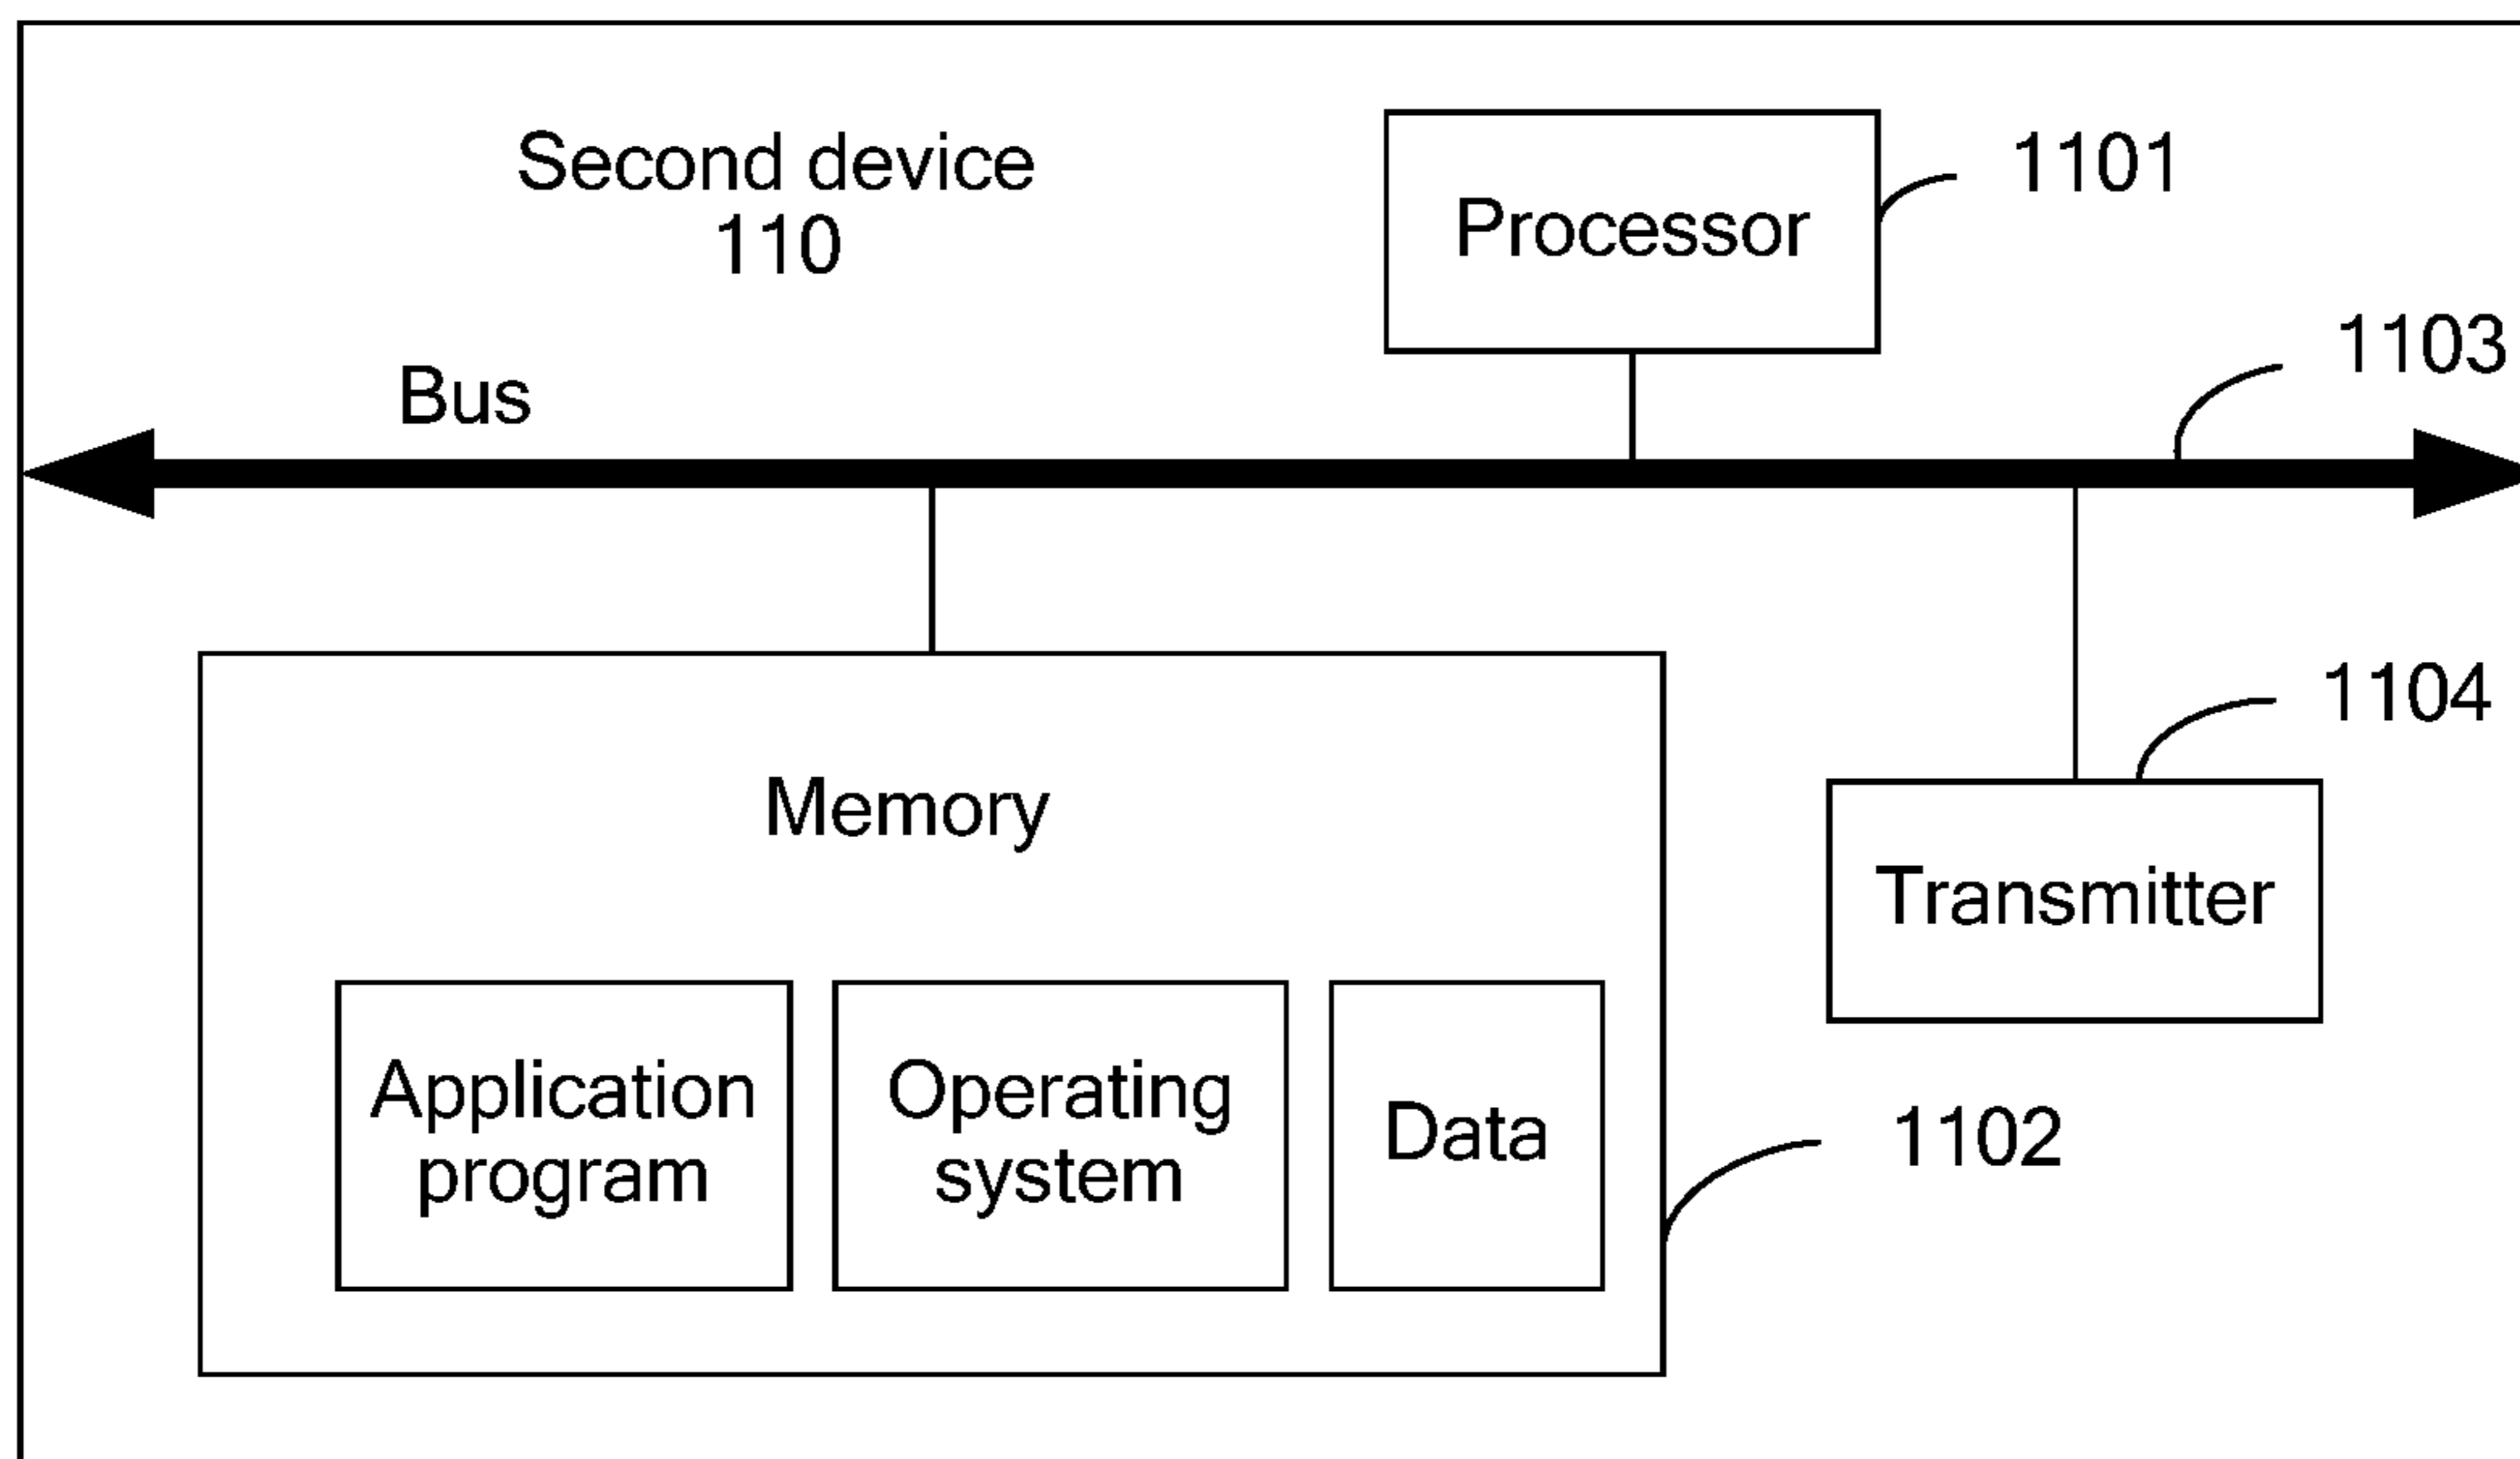 Second device
110
Processor
1101
Bus
1103
Memory
1104
Transmitter
Application
program
Operating
system
Data
1102